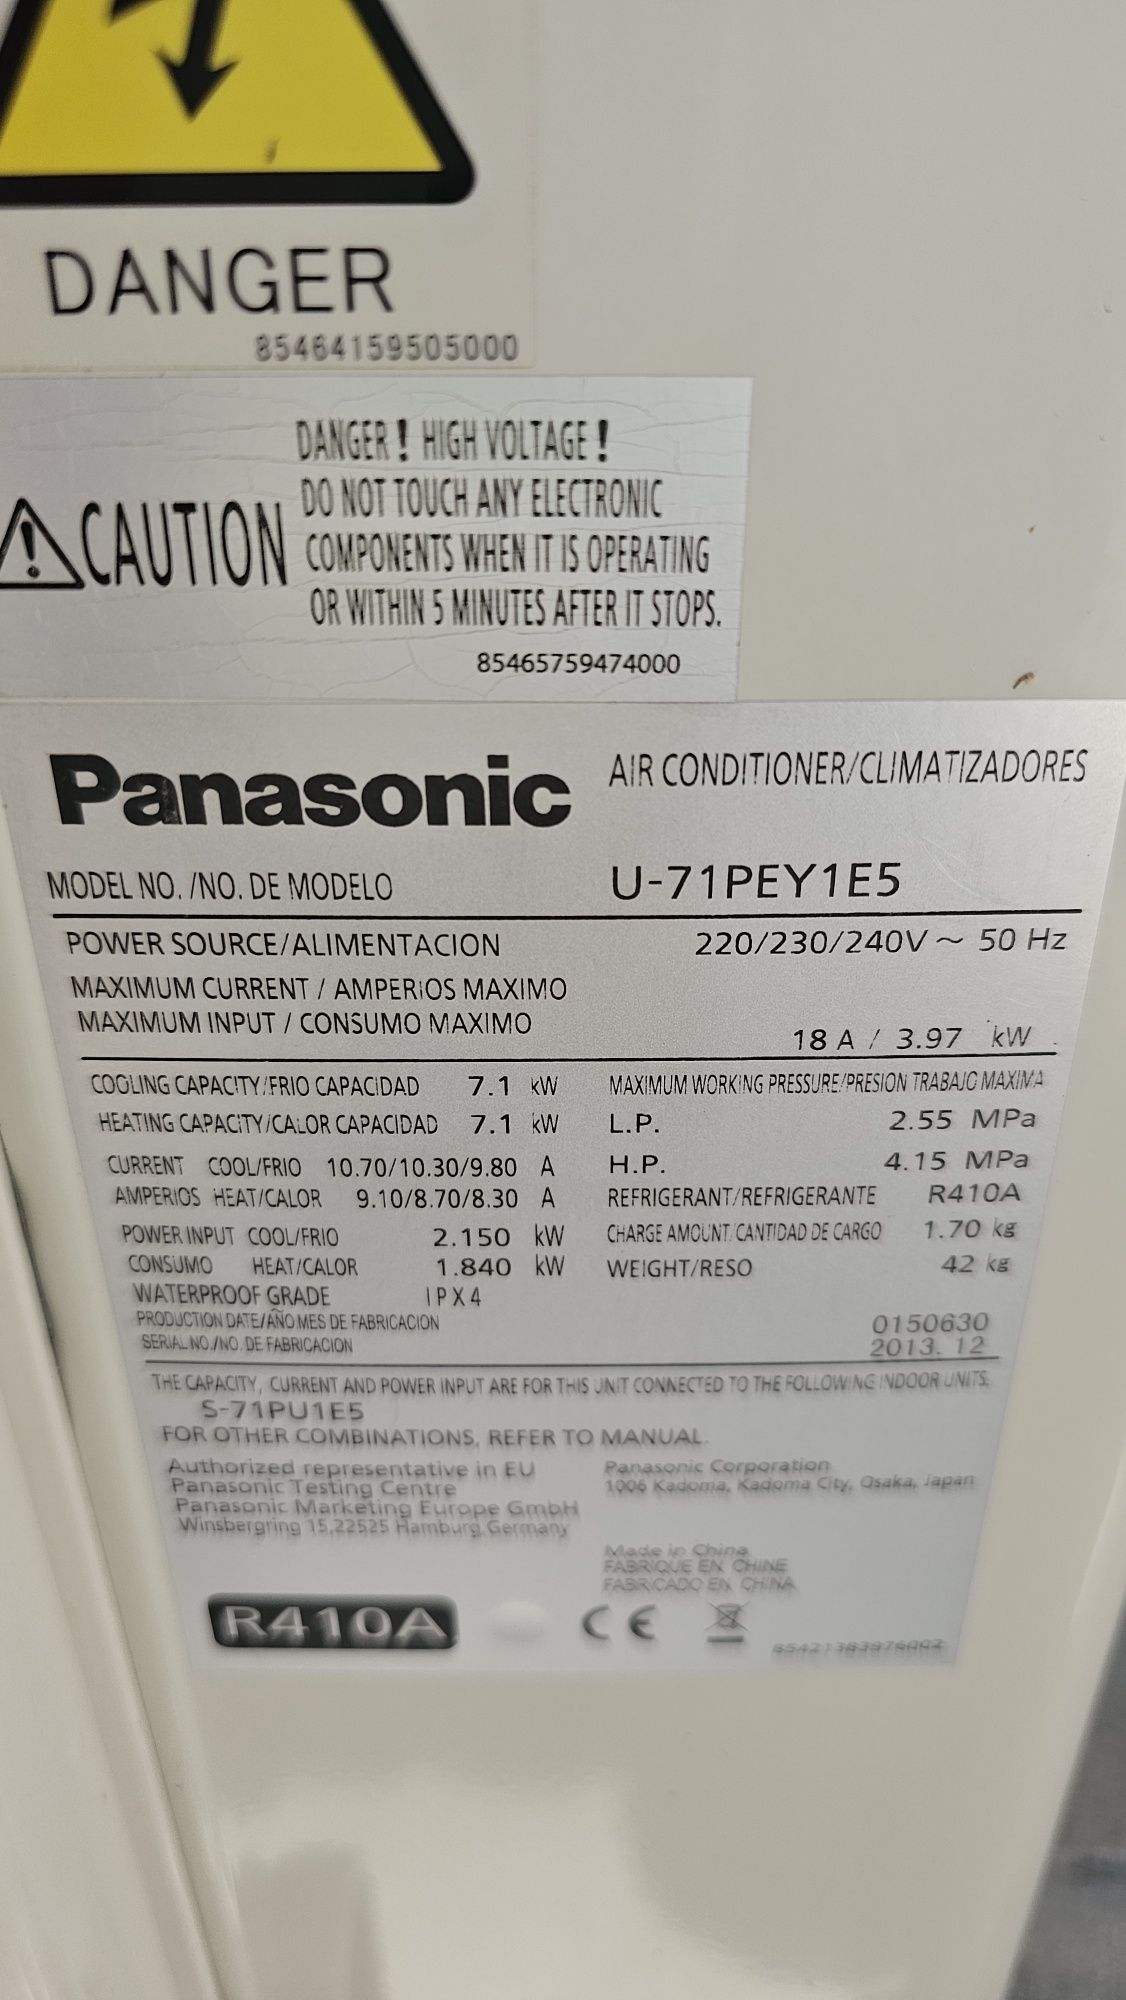 DANGER
85464159505000
DANGER! HIGH VOLTAGE!
CAUTION
DO NOT TOUCH ANY ELECTRONIC
COMPONENTS WHEN IT IS OPERATING
OR WITHIN 5 MINUTES AFTER IT STOPS.
85465759474000
Panasonic AIR CONDITIONER/CLIMATIZADORES
MODEL NO. /NO. DE MODELO U-71PEY1E5
POWER SOURCE/ALIMENTACION 220/230/240V ~ 50 Hz
MAXIMUM CURRENT / AMPERiOS MAXIMO
MAXIMUM INPUT / CONSUMO MAXIMO
18 A / 3.97 kW
COOLING CAPACITY/FRIO CAPACIDAD 7.1 kW MAXIMUM WORKING PRESSURE/PRESION TRABAJO MAXIMA
HEATING CAPACITY/CALOR CAPACIDAD 7.1 kW L.P. 2.55 MPa
CURRENT COOL/FRIO 10.70/10.30/9.80 A H.P. 4.15 MPa
AMPERIOS HEAT/CALOR 9.10/8.70/8.30 A REFRIGERANT/REFRIGERANTE R410A
POWER INPUT COOL/FRIO 2.150 kW CHARGE AMOUNT/CANTIDAD DE CARGO 1.70 kg
CONSUMO HEAT/CALOR 1.840 kW WEIGHT/RESO 42 kg
WATERPROOF GRADE IPX4
PRODUCTION DATE/AÑO.MES DE FABRICACION 0150630
SERIAL NO./NO. DE FABRICACION 2013. 12
THE CAPACITY, CURRENT AND POWER INPUT ARE FOR THIS UNIT CONNECTED TO THE FOLLOWING INDOOR UNITS.
S-71PU1E5
FOR OTHER COMBINATIONS, REFER TO MANUAL.
Authorized representative in EU
Panasonic Testing Centre
Panasonic Marketing Europe GmbH
Winsbergring 15,22525 Hamburg,Germany
Panasonic Corporation
1006 Kadoma, Kadoma City, Osaka, Japan
Made in China
FABRIQUE EN CHINE
FABRICADO EN CHINA
R410A CE